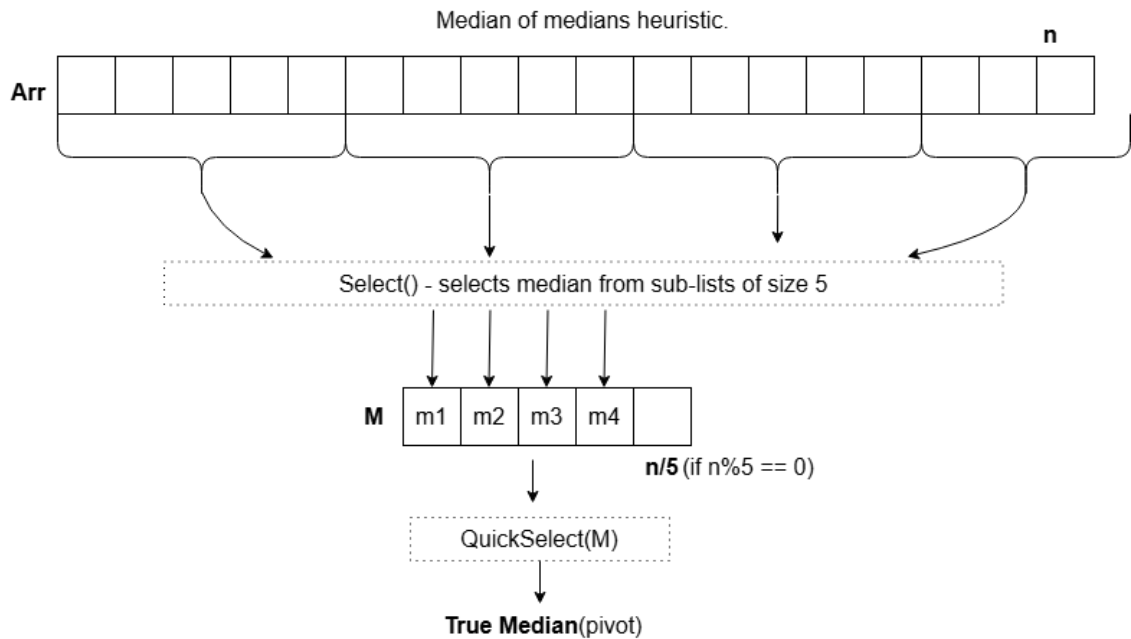 Median of medians heuristic.
n
Arr
Select() - selects median from sub-lists of size 5
M m1 m2 m3 m4
n/5 (if n%5 == 0)
QuickSelect(M)
True Median(pivot)